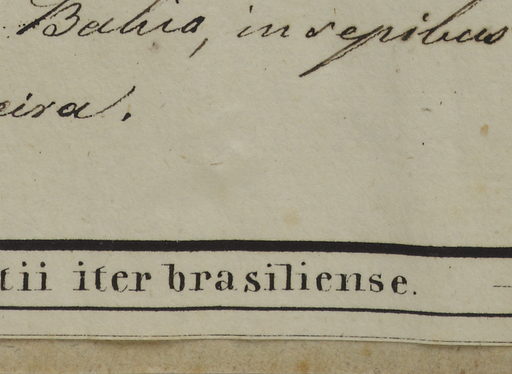 Bahia, in sepibus
eira.
tii iter brasiliense.